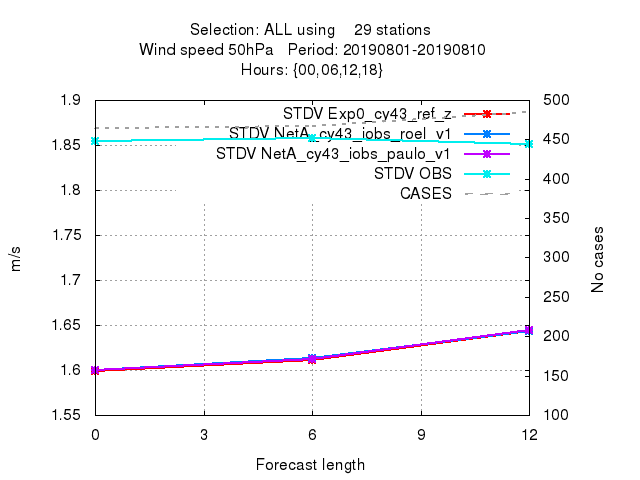 Selection: ALL using 29 stations
Wind speed 50hPa Period: 20190801-20190810
Hours: {00,06,12,18}
1.9
1.85
1.8
1.75
1.7
1.65
1.6
1.55
m/s
STDV Exp0_cy43_ref_z
STDV NetA_cy43_iobs_roel_v1
STDV NetA_cy43_iobs_paulo_v1
STDV OBS
CASES
500
450
400
350
300
250
200
150
100
No cases
0 3 6 9 12
Forecast length